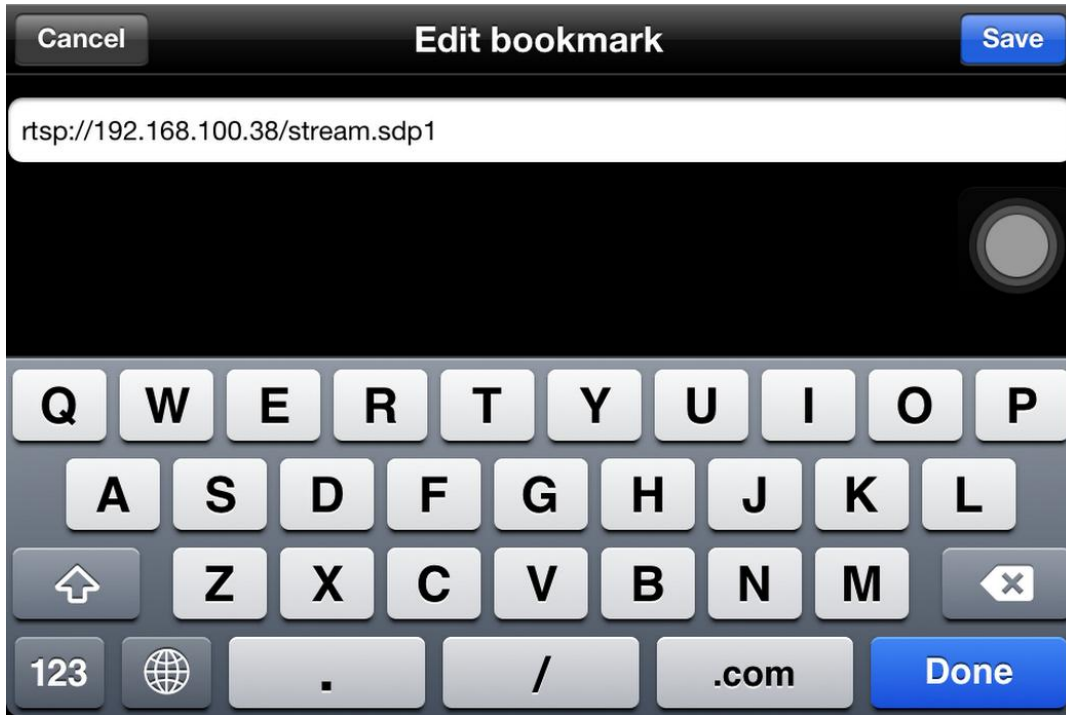 Cancel Edit bookmark Save
rtsp://192.168.100.38/stream.sdp1
Q W E R T Y U I O P
A S D F G H J K L
Z X C V B N M
123 . / .com Done